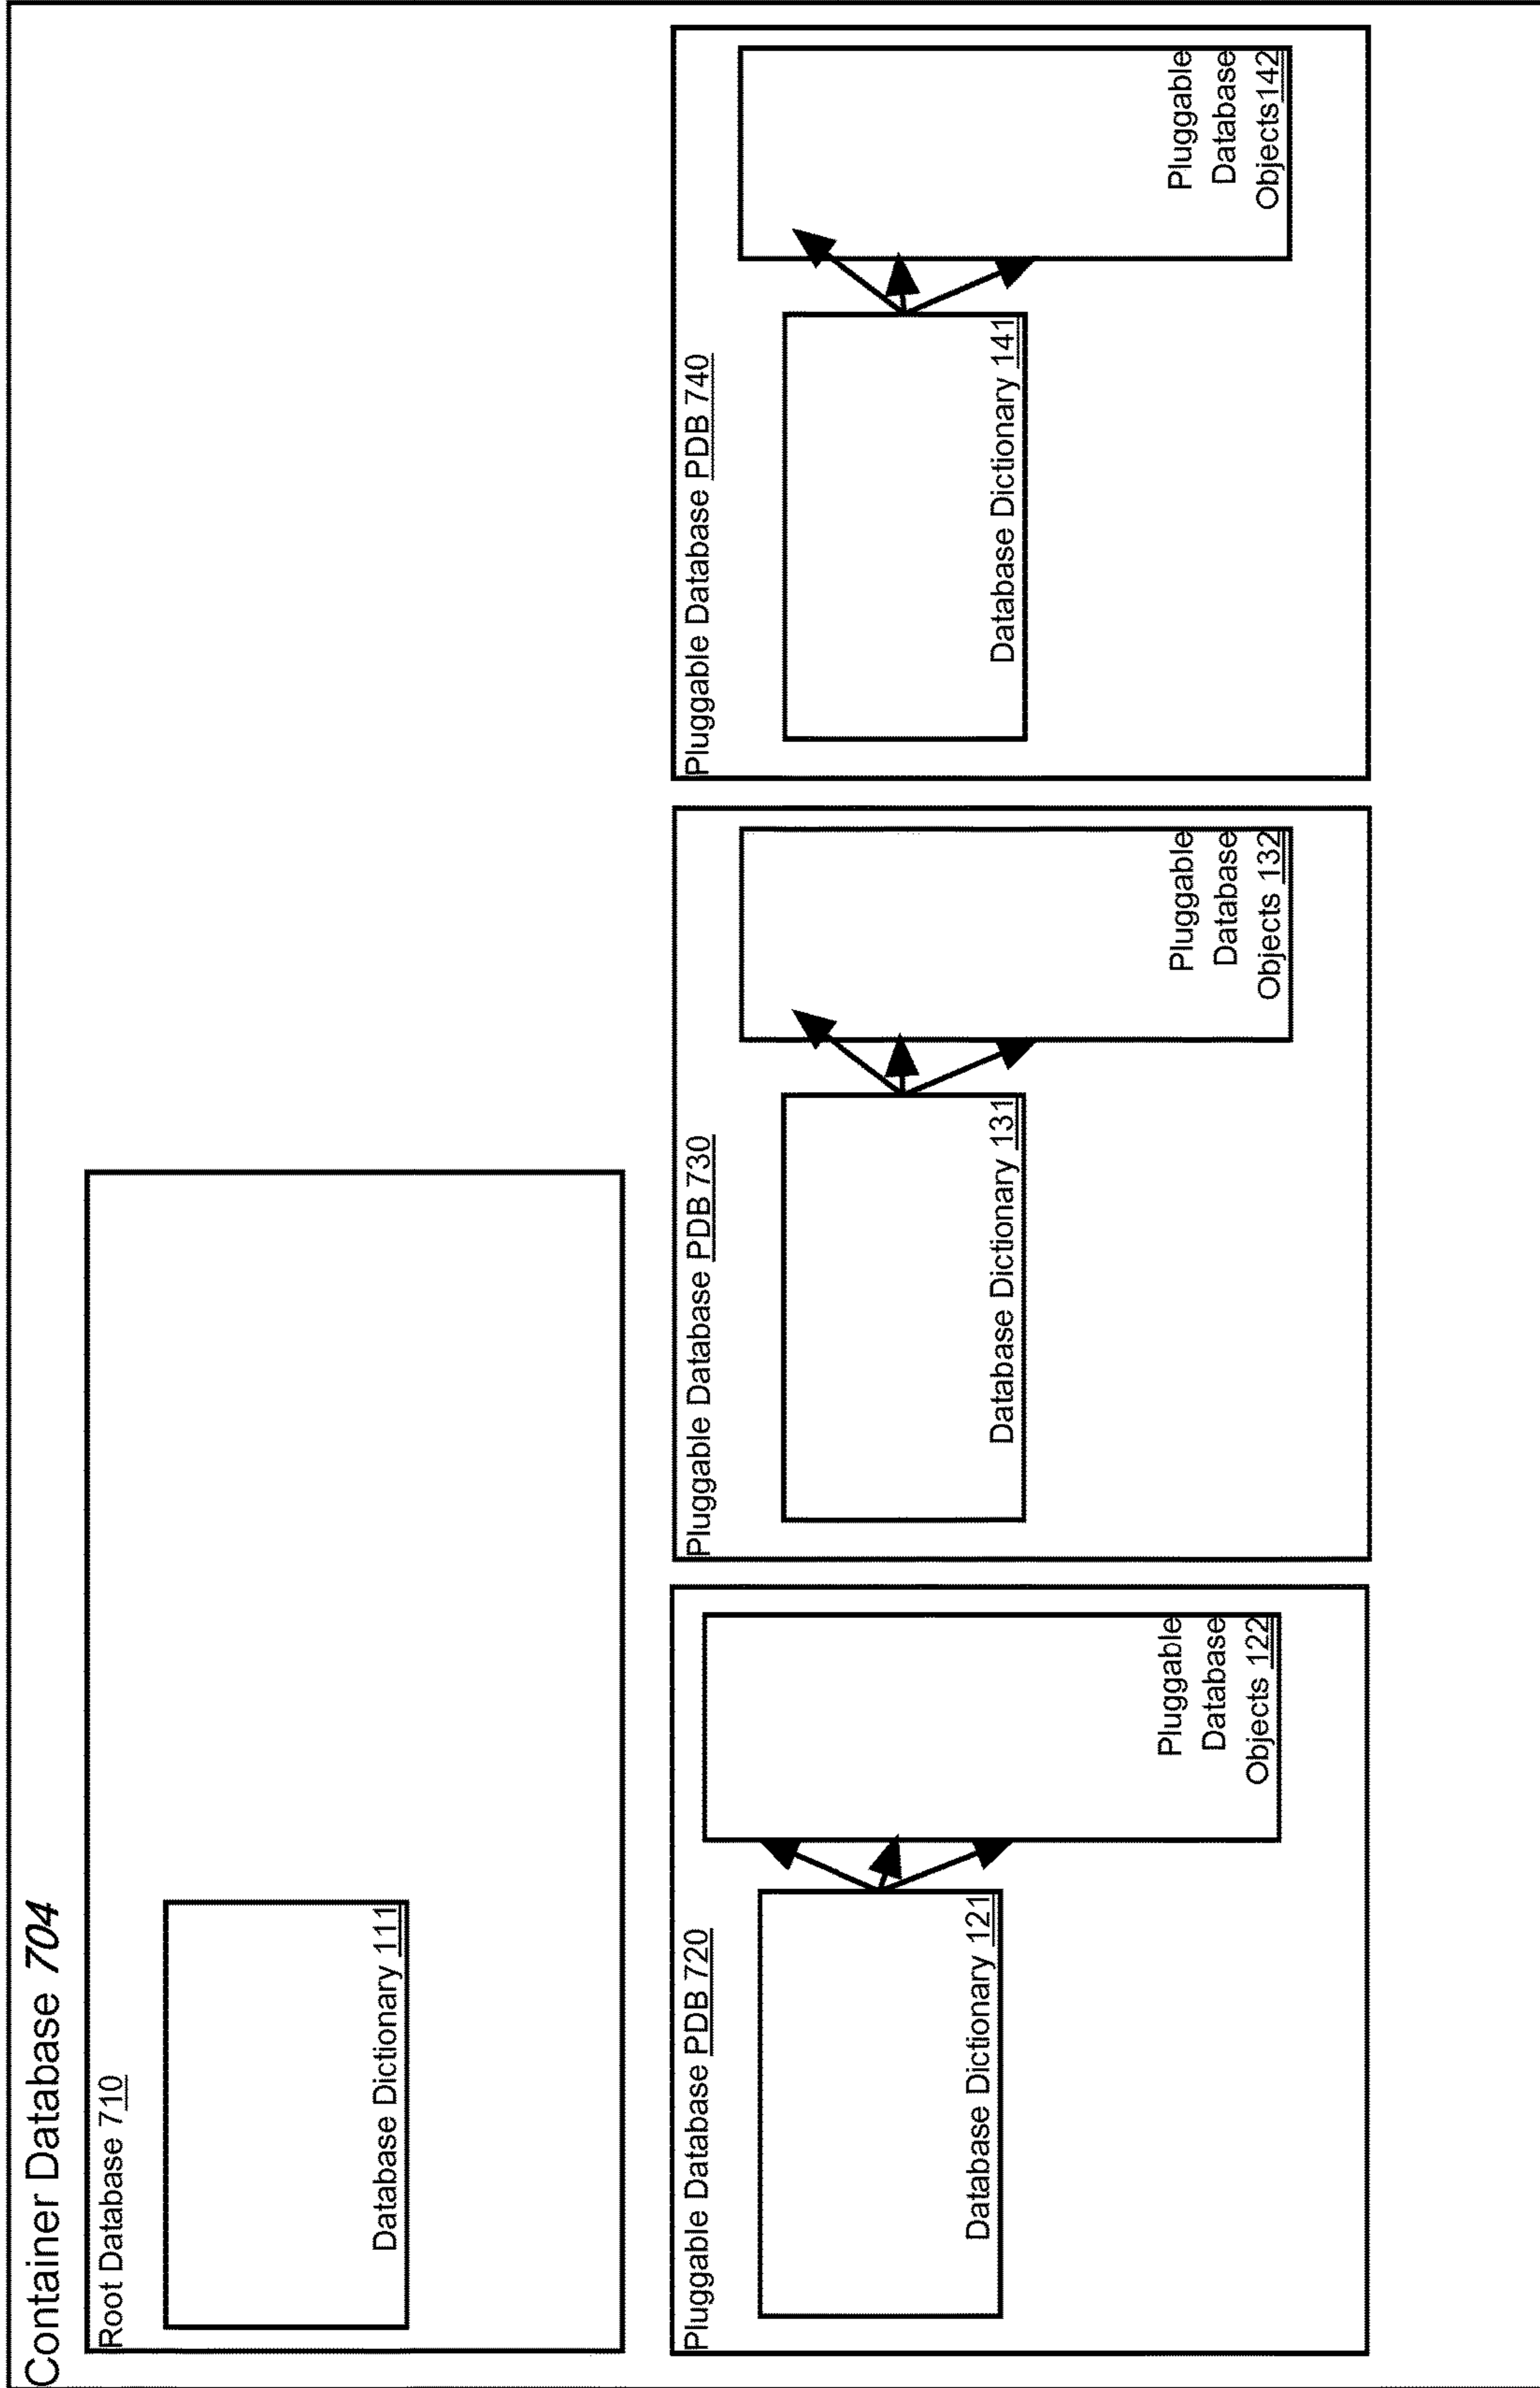 Container Database 704
Root Database 710
Database Dictionary 111
Pluggable Database PDB 720
Database Dictionary 121
Pluggable
Database
Objects 122
Pluggable Database PDB 730
Database Dictionary 131
Pluggable
Database
Objects 132
Pluggable Database PDB 740
Database Dictionary 141
Pluggable
Database
Objects142